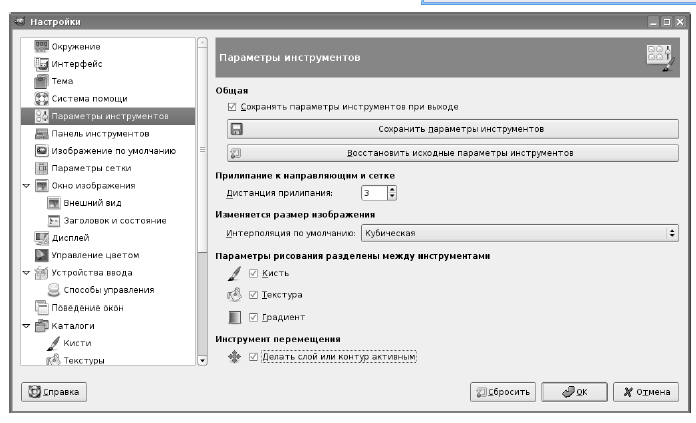 Настройки
Окружение
Интерфейс
Тема
Система помощи
Параметры инструментов
Панель инструментов
Изображение по умолчанию
Параметры сетки
Окно изображения
Внешний вид
Заголовок и состояние
Дисплей
Управление цветом
Устройства ввода
Способы управления
Поведение окон
Каталоги
Кисти
Текстуры
Параметры инструментов
Общая
Сохранять параметры инструментов при выходе
Сохранить параметры инструментов
Восстановить исходные параметры инструментов
Прилипание к направляющим и сетке
Дистанция прилипания: 3
Изменяется размер изображения
Интерполяция по умолчанию: Кубическая
Параметры рисования разделены между инструментами
Кисть
Текстура
Градиент
Инструмент перемещения
Делать слой или контур активным
Справка
Сбросить
ОК
Отмена